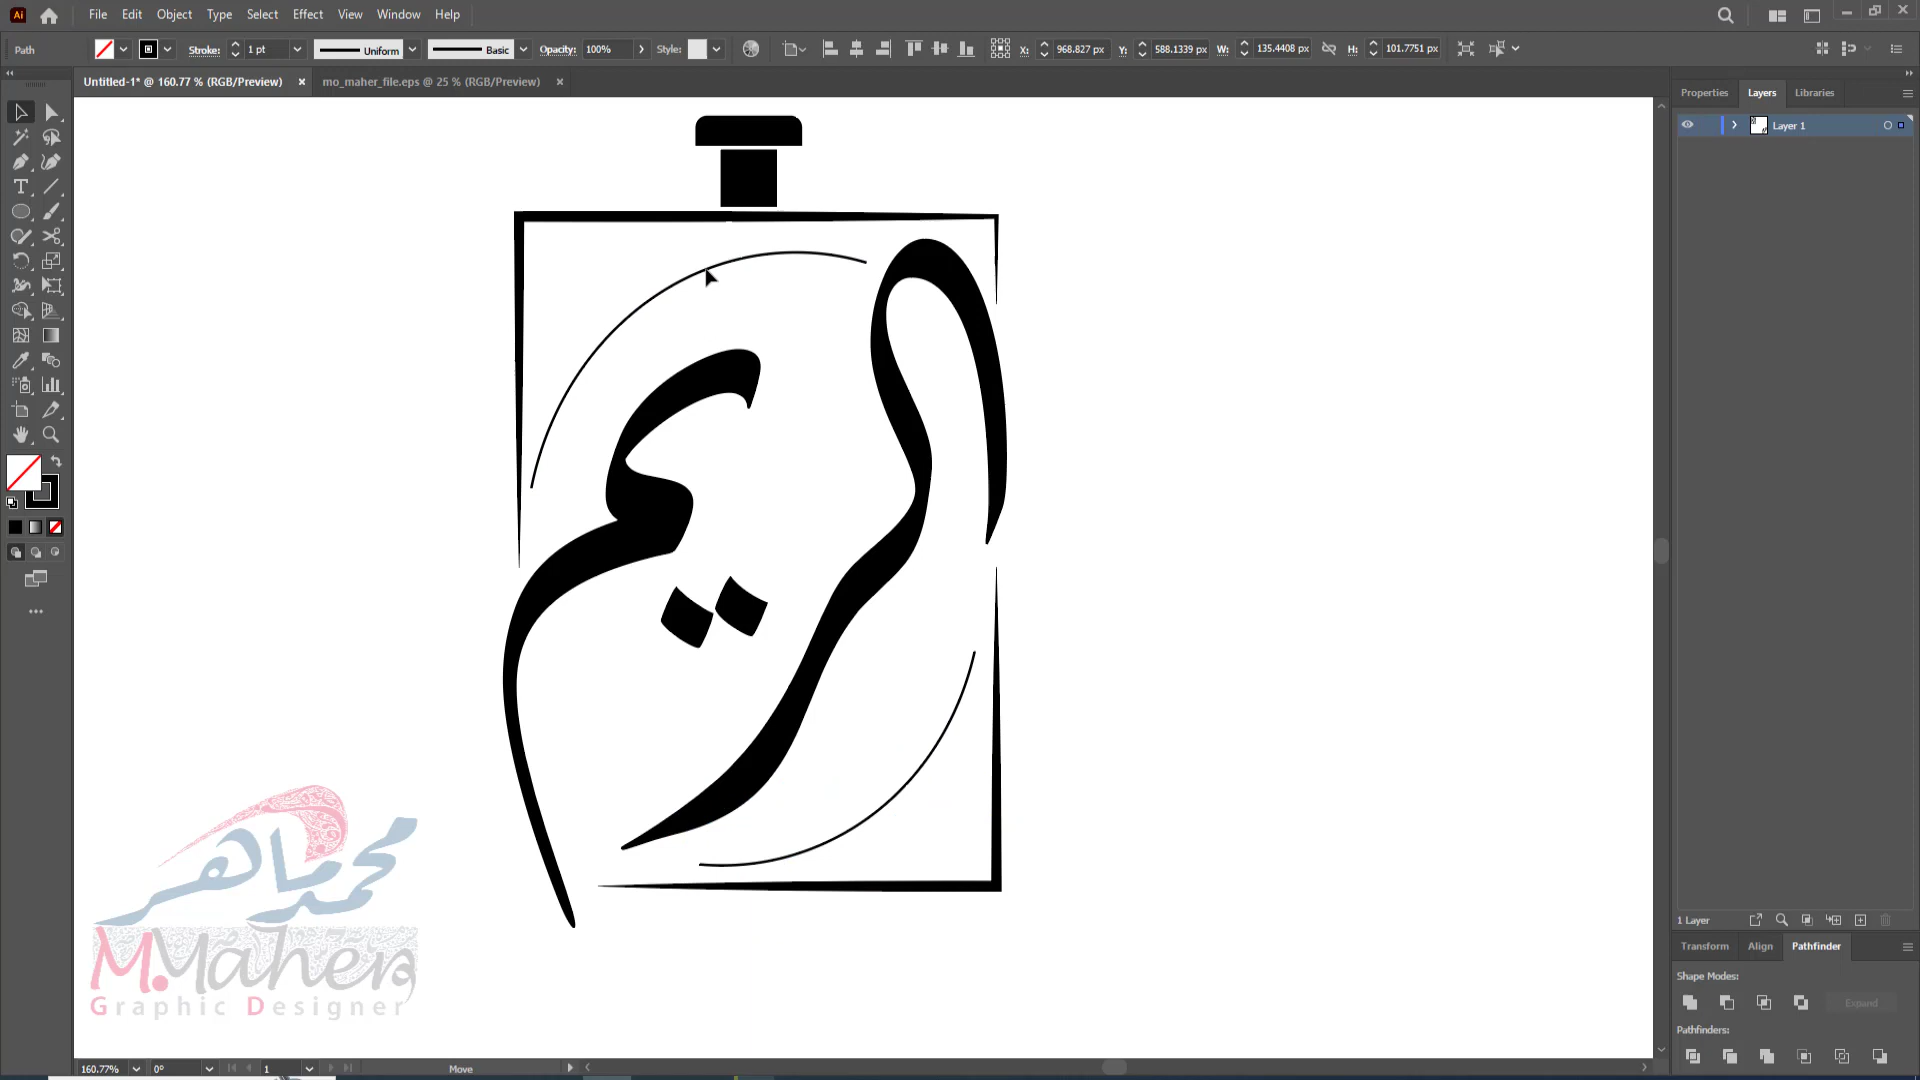 Ai File Edit Object Type Select Effect View Window Help
Path Stroke: 1 pt Uniform Basic Opacity: 100% Style: X: 968.827 px Y: 588.1339 px W: 135.4408 px H: 101.7751 px
Untitled-1* @ 160.77 % (RGB/Preview) × mo_maher_file.eps @ 25 % (RGB/Preview) ×
Properties Layers Libraries
Layer 1
ريم
محمد ماهر
M.Maher
Graphic Designer
1 Layer
Transform Align Pathfinder
Shape Modes:
Expand
Pathfinders:
160.77% 0° 1 Move